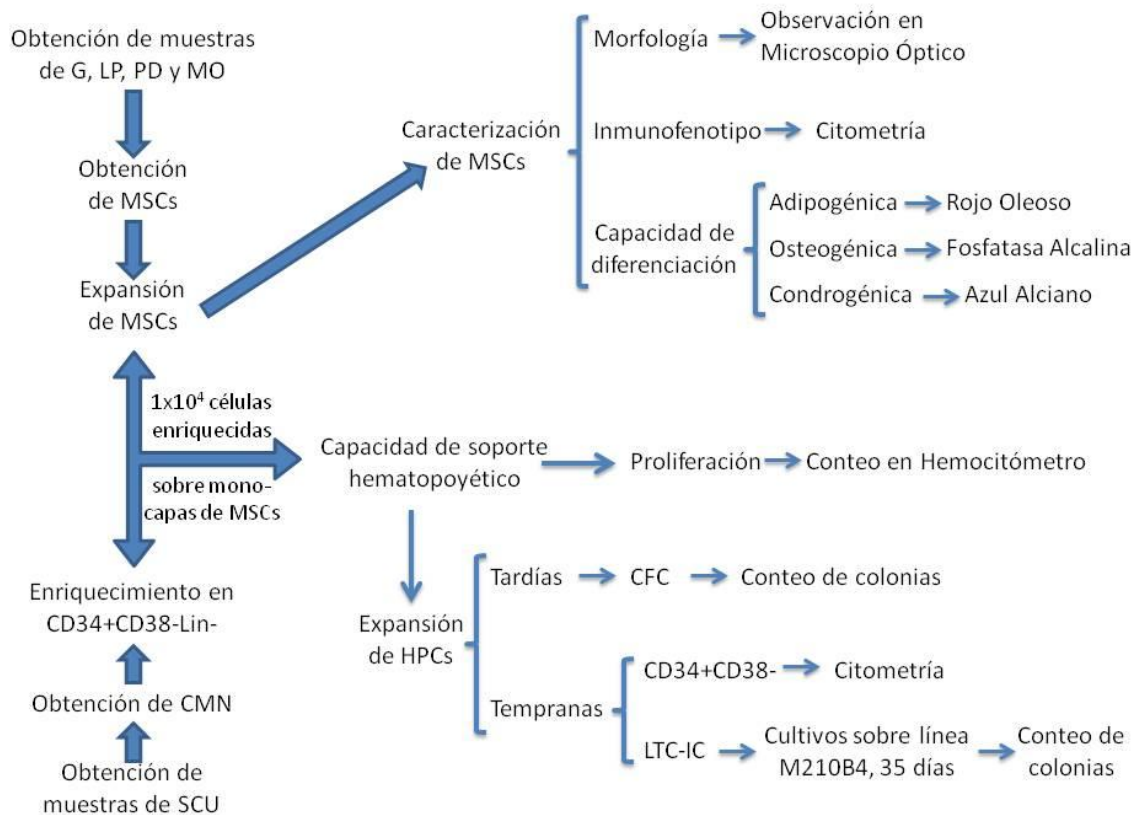 Obtención de muestras
de G, LP, PD y MO
Obtención
de MSCs
Expansión
de MSCs
Caracterización
de MSCs
Morfología
Observación en
Microscopio Óptico
Inmunofenotipo
Citometría
Capacidad de
diferenciación
Adipogénica
Rojo Oleoso
Osteogénica
Fosfatasa Alcalina
Condrogénica
Azul Alciano
1x10⁴ células
enriquecidas
sobre mono-
capas de MSCs
Capacidad de soporte
hematopoyético
Proliferación
Conteo en Hemocitómetro
Expansión
de HPCs
Tardías
CFC
Conteo de colonias
Tempranas
CD34+CD38-
Citometría
LTC-IC
Cultivos sobre línea
M210B4, 35 días
Conteo de
colonias
Enriquecimiento en
CD34+CD38-Lin-
Obtención de CMN
Obtención de
muestras de SCU